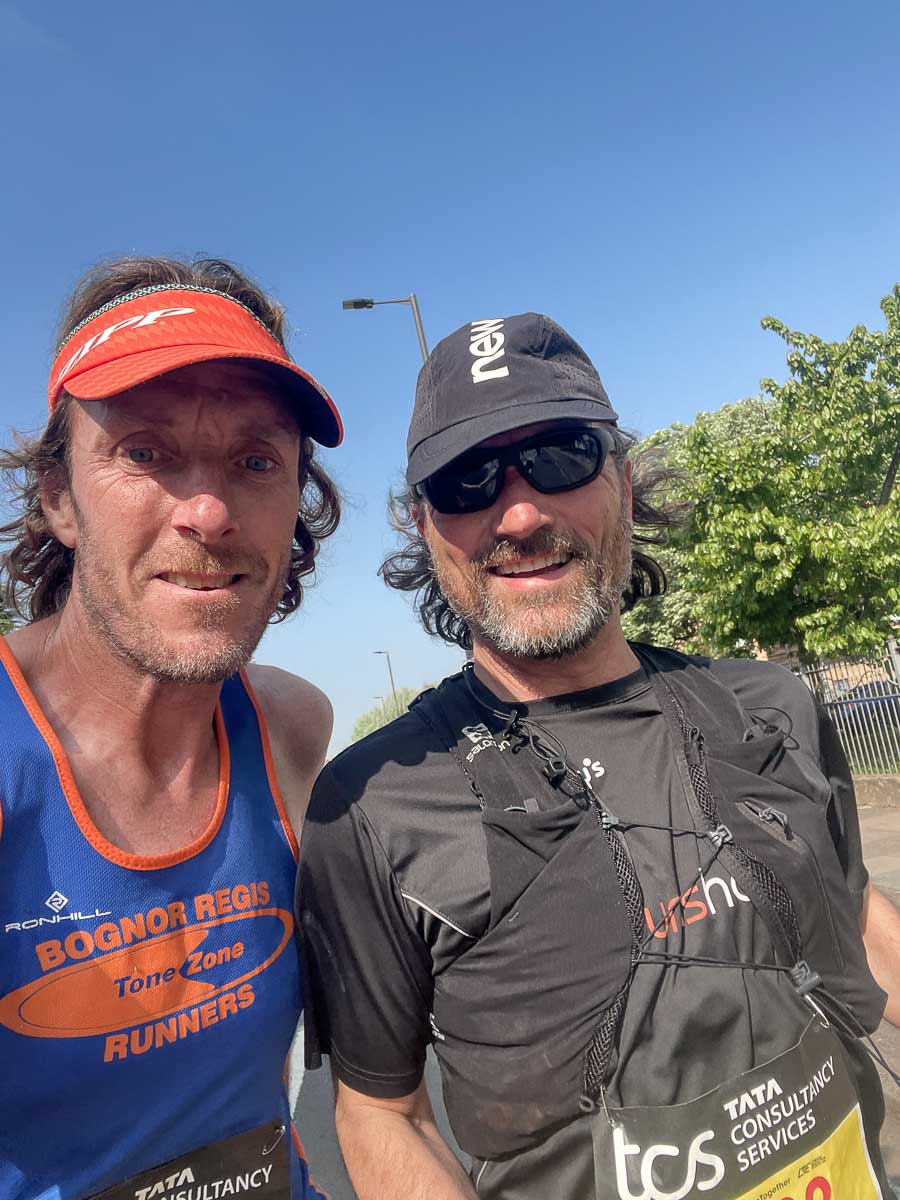 ZIPP
new
SALOMON
RONHILL
BOGNOR REGIS
Tone Zone
RUNNERS
TATA
CONSULTANCY
SERVICES
tcs
TATA
CONSULTANCY